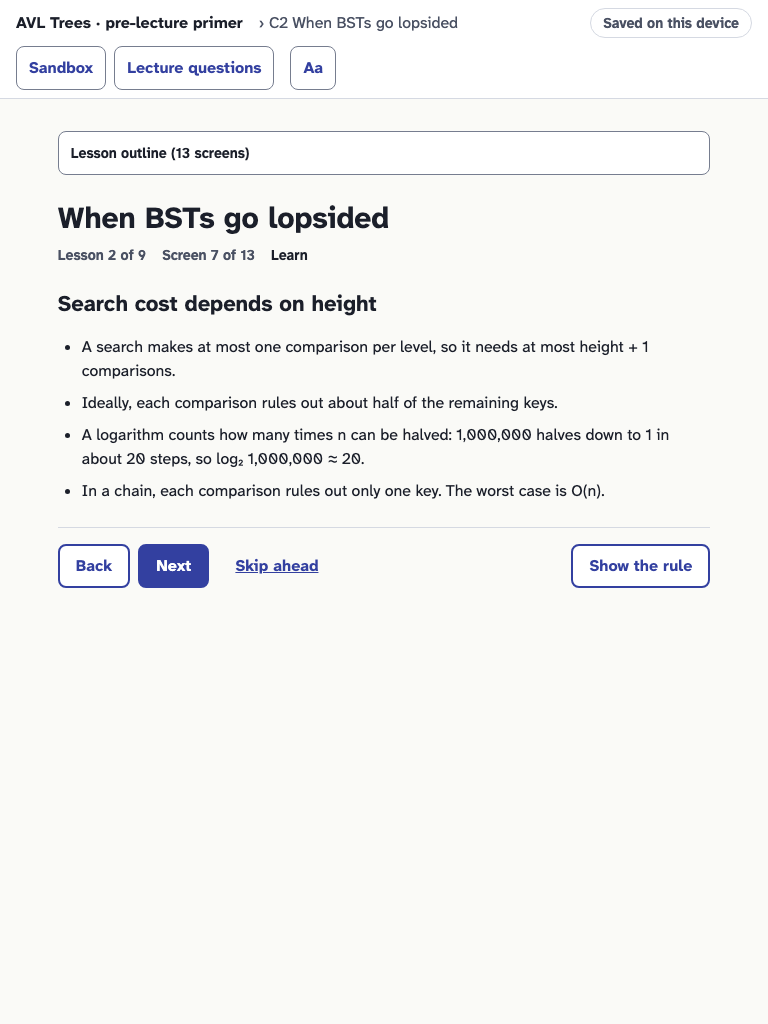 AVL Trees · pre-lecture primer › C2 When BSTs go lopsided Saved on this device
Sandbox Lecture questions Aa
Lesson outline (13 screens)
When BSTs go lopsided
Lesson 2 of 9 Screen 7 of 13 Learn
Search cost depends on height
• A search makes at most one comparison per level, so it needs at most height + 1
comparisons.
• Ideally, each comparison rules out about half of the remaining keys.
• A logarithm counts how many times n can be halved: 1,000,000 halves down to 1 in
about 20 steps, so log₂ 1,000,000 ≈ 20.
• In a chain, each comparison rules out only one key. The worst case is O(n).
Back Next Skip ahead Show the rule